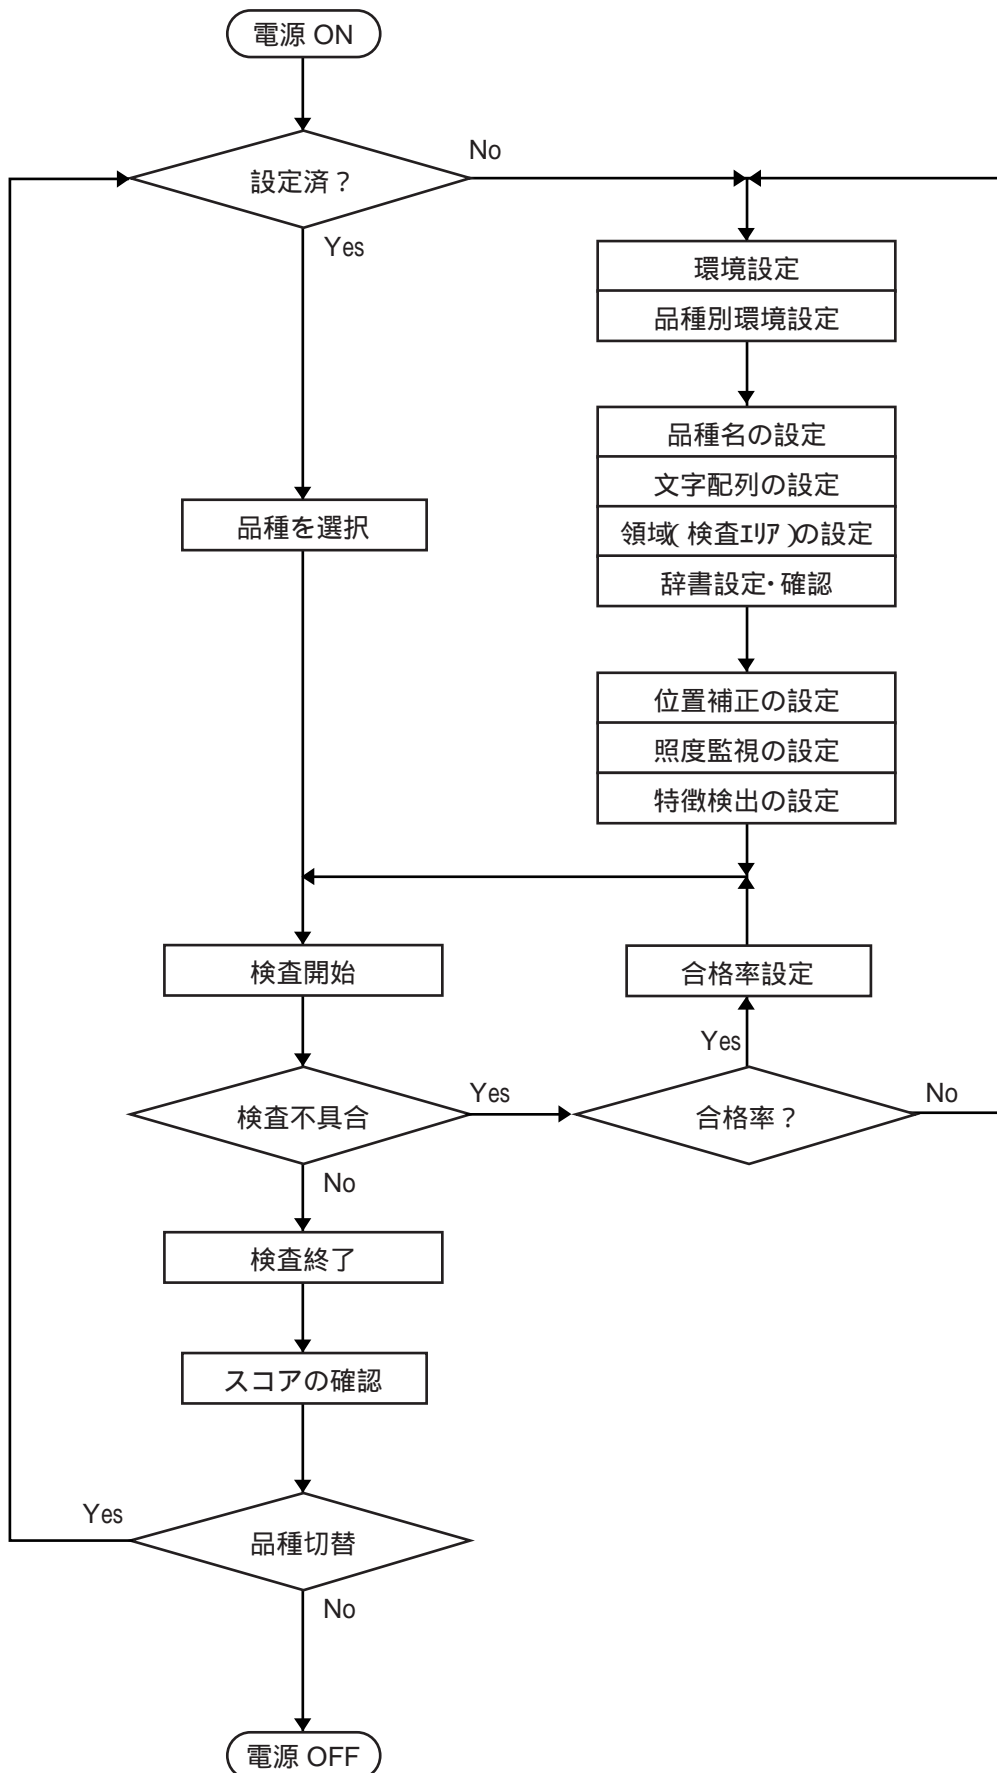 電源 ON
設定済？
No
Yes
環境設定
品種別環境設定
品種名の設定
文字配列の設定
領域(検査ｴﾘｱ)の設定
辞書設定・確認
品種を選択
位置補正の設定
照度監視の設定
特徴検出の設定
検査開始
合格率設定
Yes
検査不具合
Yes
合格率？
No
No
検査終了
スコアの確認
Yes
品種切替
No
電源 OFF